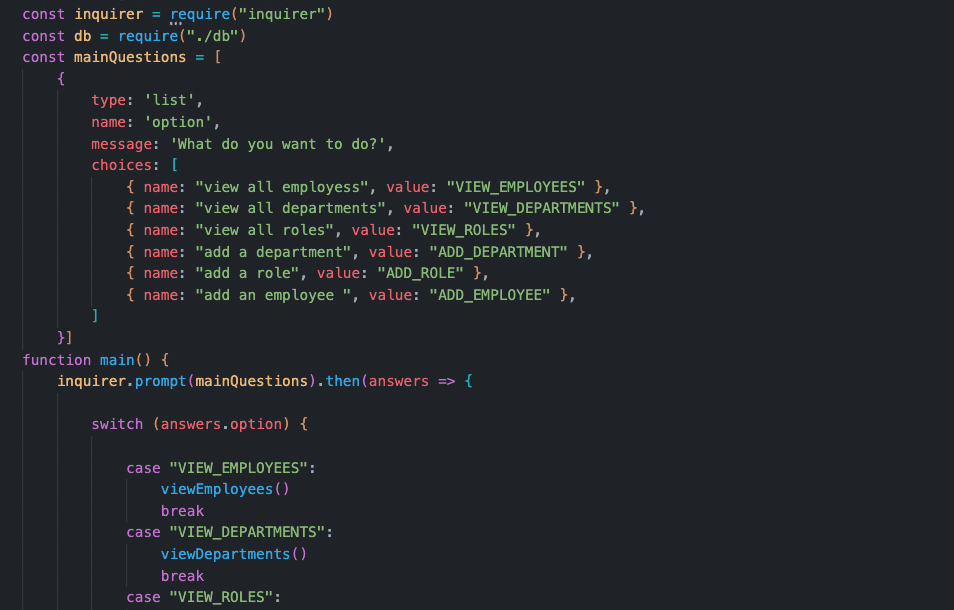 const inquirer = require("inquirer")
const db = require("./db")
const mainQuestions = [
    {
        type: 'list',
        name: 'option',
        message: 'What do you want to do?',
        choices: [
            { name: "view all employess", value: "VIEW_EMPLOYEES" },
            { name: "view all departments", value: "VIEW_DEPARTMENTS" },
            { name: "view all roles", value: "VIEW_ROLES" },
            { name: "add a department", value: "ADD_DEPARTMENT" },
            { name: "add a role", value: "ADD_ROLE" },
            { name: "add an employee ", value: "ADD_EMPLOYEE" },
        ]
    }]
function main() {
    inquirer.prompt(mainQuestions).then(answers => {
        switch (answers.option) {
            case "VIEW_EMPLOYEES":
                viewEmployees()
                break
            case "VIEW_DEPARTMENTS":
                viewDepartments()
                break
            case "VIEW_ROLES":